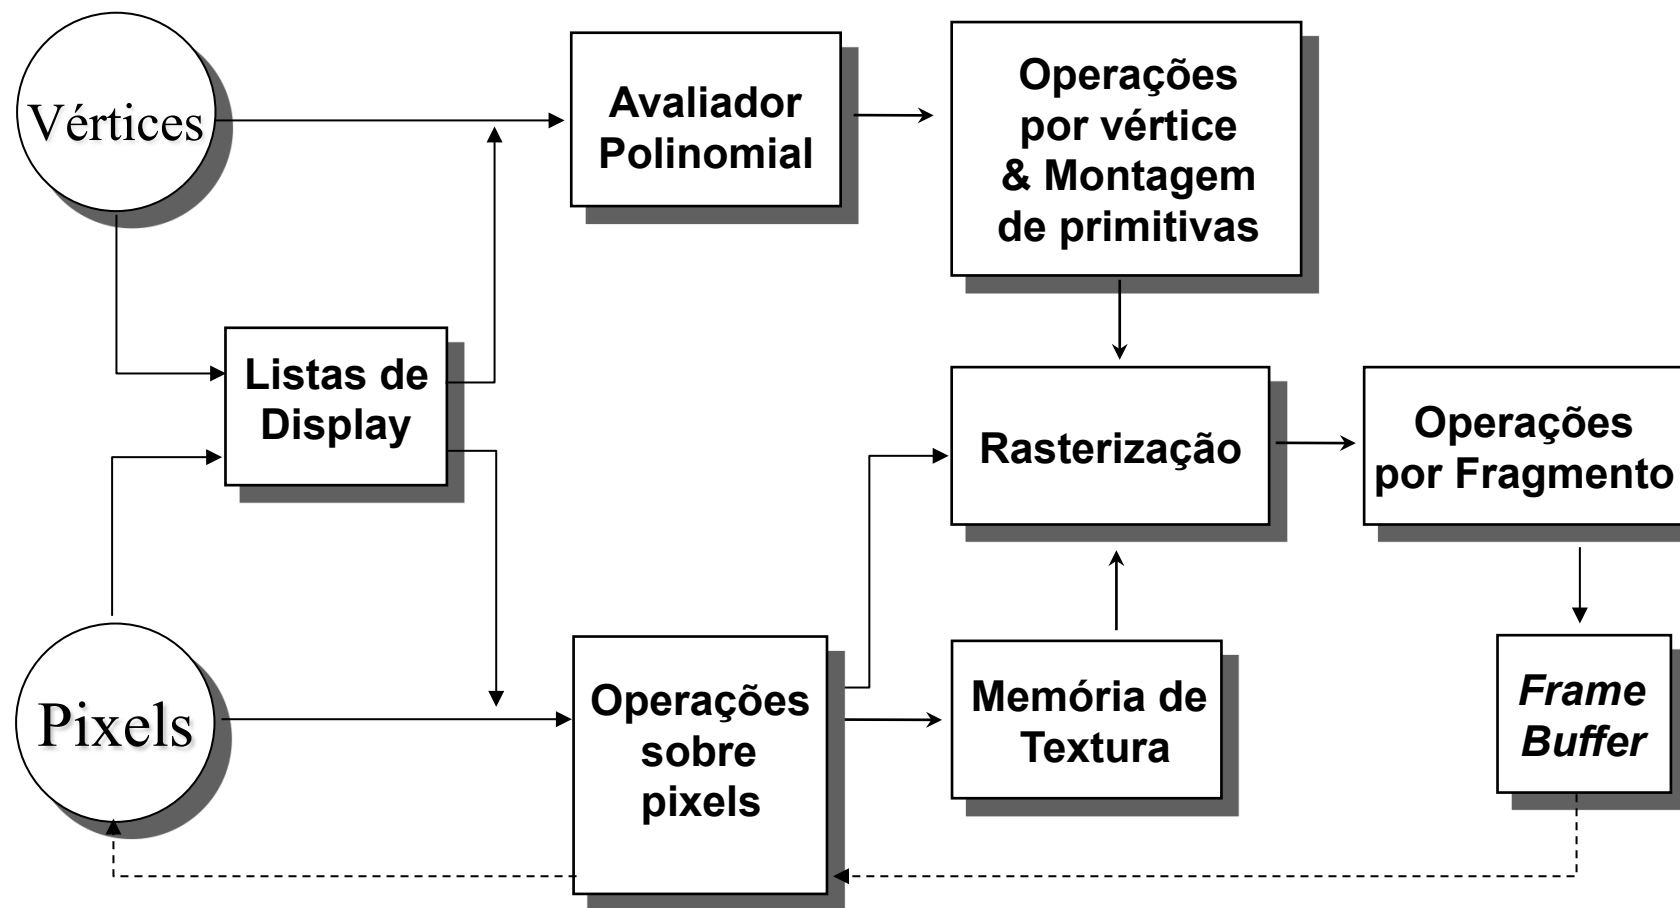 Vértices
Avaliador
Polinomial
Operações
por vértice
& Montagem
de primitivas
Listas de
Display
Rasterização
Operações
por Fragmento
Pixels
Operações
sobre
pixels
Memória de
Textura
Frame
Buffer